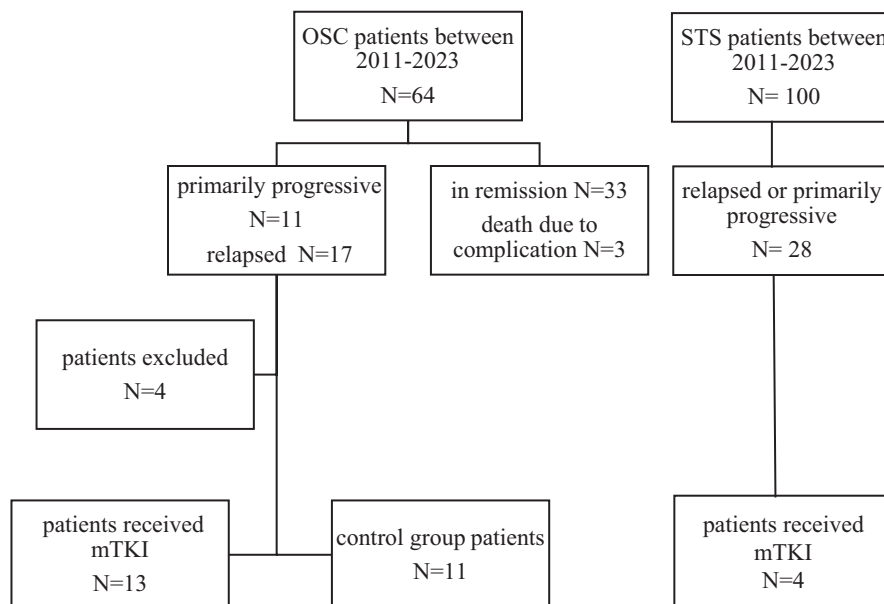 OSC patients between
2011-2023
N=64
STS patients between
2011-2023
N= 100
primarily progressive
N=11
relapsed N=17
in remission N=33
death due to
complication N=3
relapsed or primarily
progressive
N= 28
patients excluded
N=4
patients received
mTKI
N=13
control group patients
N=11
patients received
mTKI
N=4